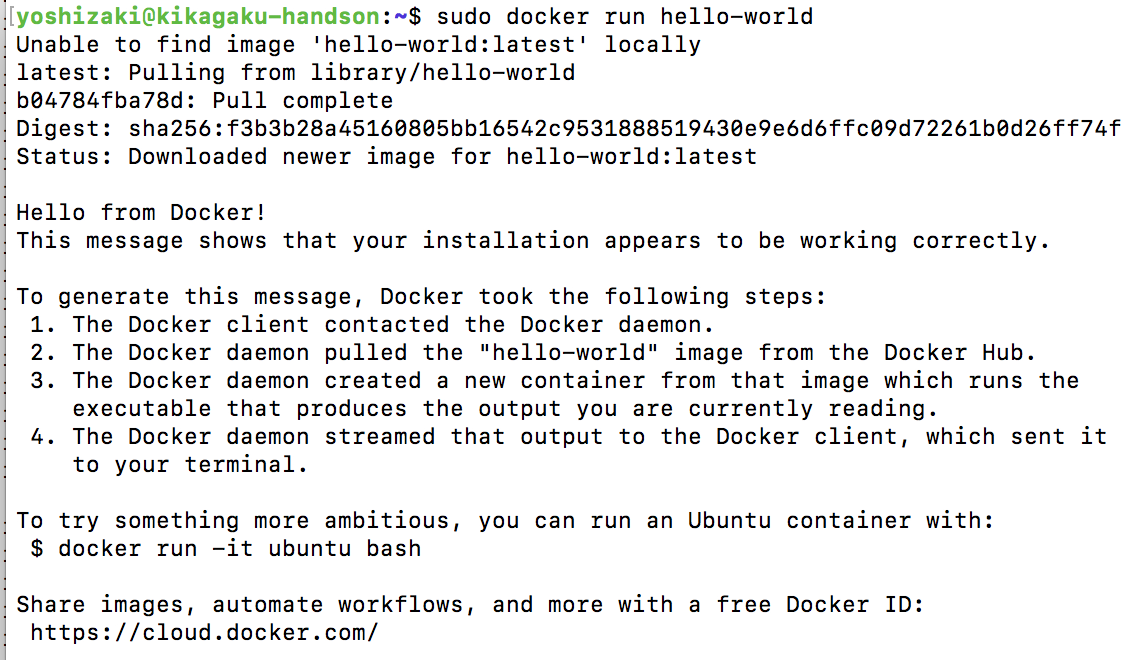 [yoshizaki@kikagaku-handson:~$ sudo docker run hello-world
Unable to find image 'hello-world:latest' locally
latest: Pulling from library/hello-world
b04784fba78d: Pull complete
Digest: sha256:f3b3b28a45160805bb16542c9531888519430e9e6d6ffc09d72261b0d26ff74f
Status: Downloaded newer image for hello-world:latest

Hello from Docker!
This message shows that your installation appears to be working correctly.

To generate this message, Docker took the following steps:
 1. The Docker client contacted the Docker daemon.
 2. The Docker daemon pulled the "hello-world" image from the Docker Hub.
 3. The Docker daemon created a new container from that image which runs the
    executable that produces the output you are currently reading.
 4. The Docker daemon streamed that output to the Docker client, which sent it
    to your terminal.

To try something more ambitious, you can run an Ubuntu container with:
 $ docker run -it ubuntu bash

Share images, automate workflows, and more with a free Docker ID:
 https://cloud.docker.com/